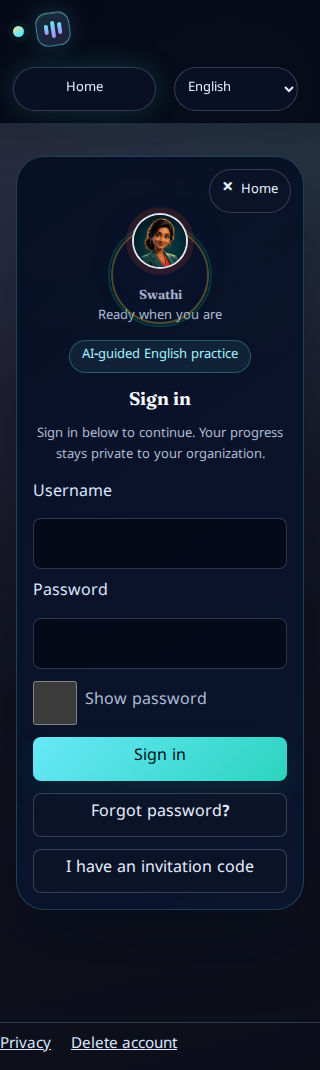 Home
English
× Home
Swathi
Ready when you are
AI-guided English practice
Sign in
Sign in below to continue. Your progress
stays private to your organization.
Username
Password
Show password
Sign in
Forgot password?
I have an invitation code
Privacy
Delete account